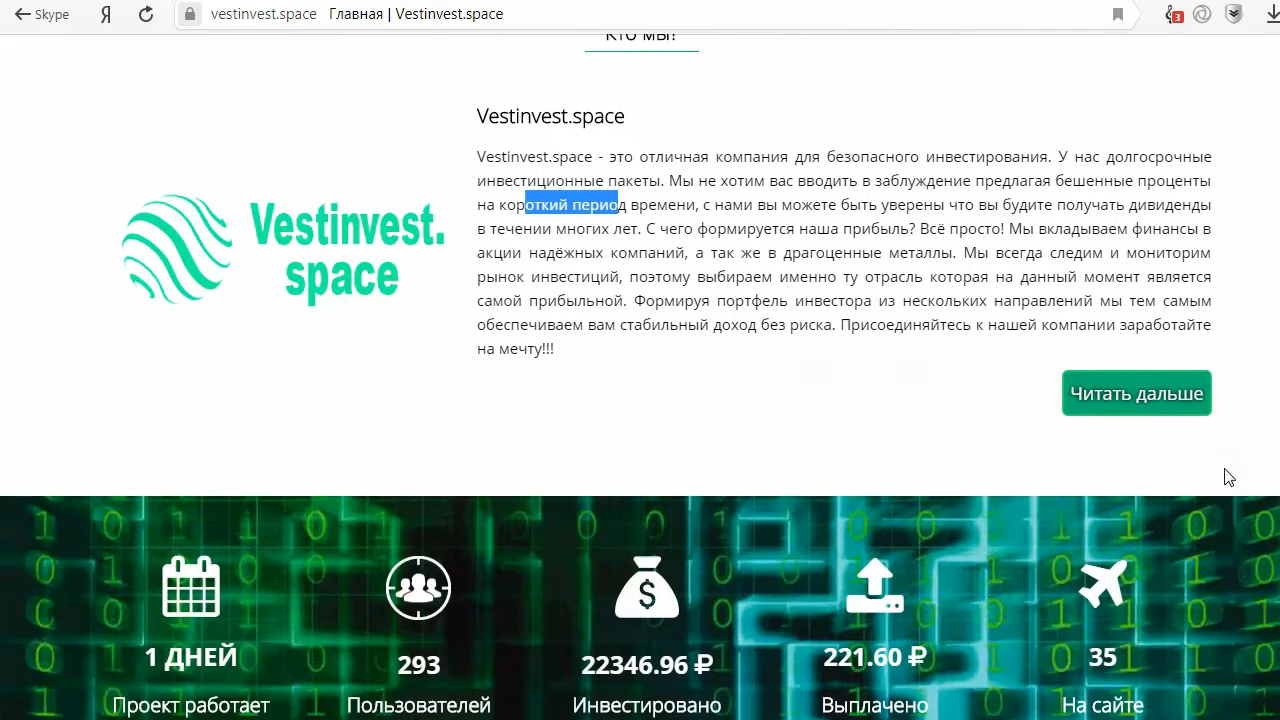 Skype
Я
vestinvest.space Главная | Vestinvest.space
3
Кто мы?
Vestinvest.space
Vestinvest.space - это отличная компания для безопасного инвестирования. У нас долгосрочные
инвестиционные пакеты. Мы не хотим вас вводить в заблуждение предлагая бешенные проценты
на короткий период времени, с нами вы можете быть уверены что вы будите получать дивиденды
в течении многих лет. С чего формируется наша прибыль? Всё просто! Мы вкладываем финансы в
акции надёжных компаний, а так же в драгоценные металлы. Мы всегда следим и мониторим
рынок инвестиций, поэтому выбираем именно ту отрасль которая на данный момент является
самой прибыльной. Формируя портфель инвестора из нескольких направлений мы тем самым
обеспечиваем вам стабильный доход без риска. Присоединяйтесь к нашей компании заработайте
на мечту!!!
Vestinvest.
space
Читать дальше
1 ДНЕЙ
Проект работает
293
Пользователей
22346.96 ₽
Инвестировано
221.60 ₽
Выплачено
35
На сайте